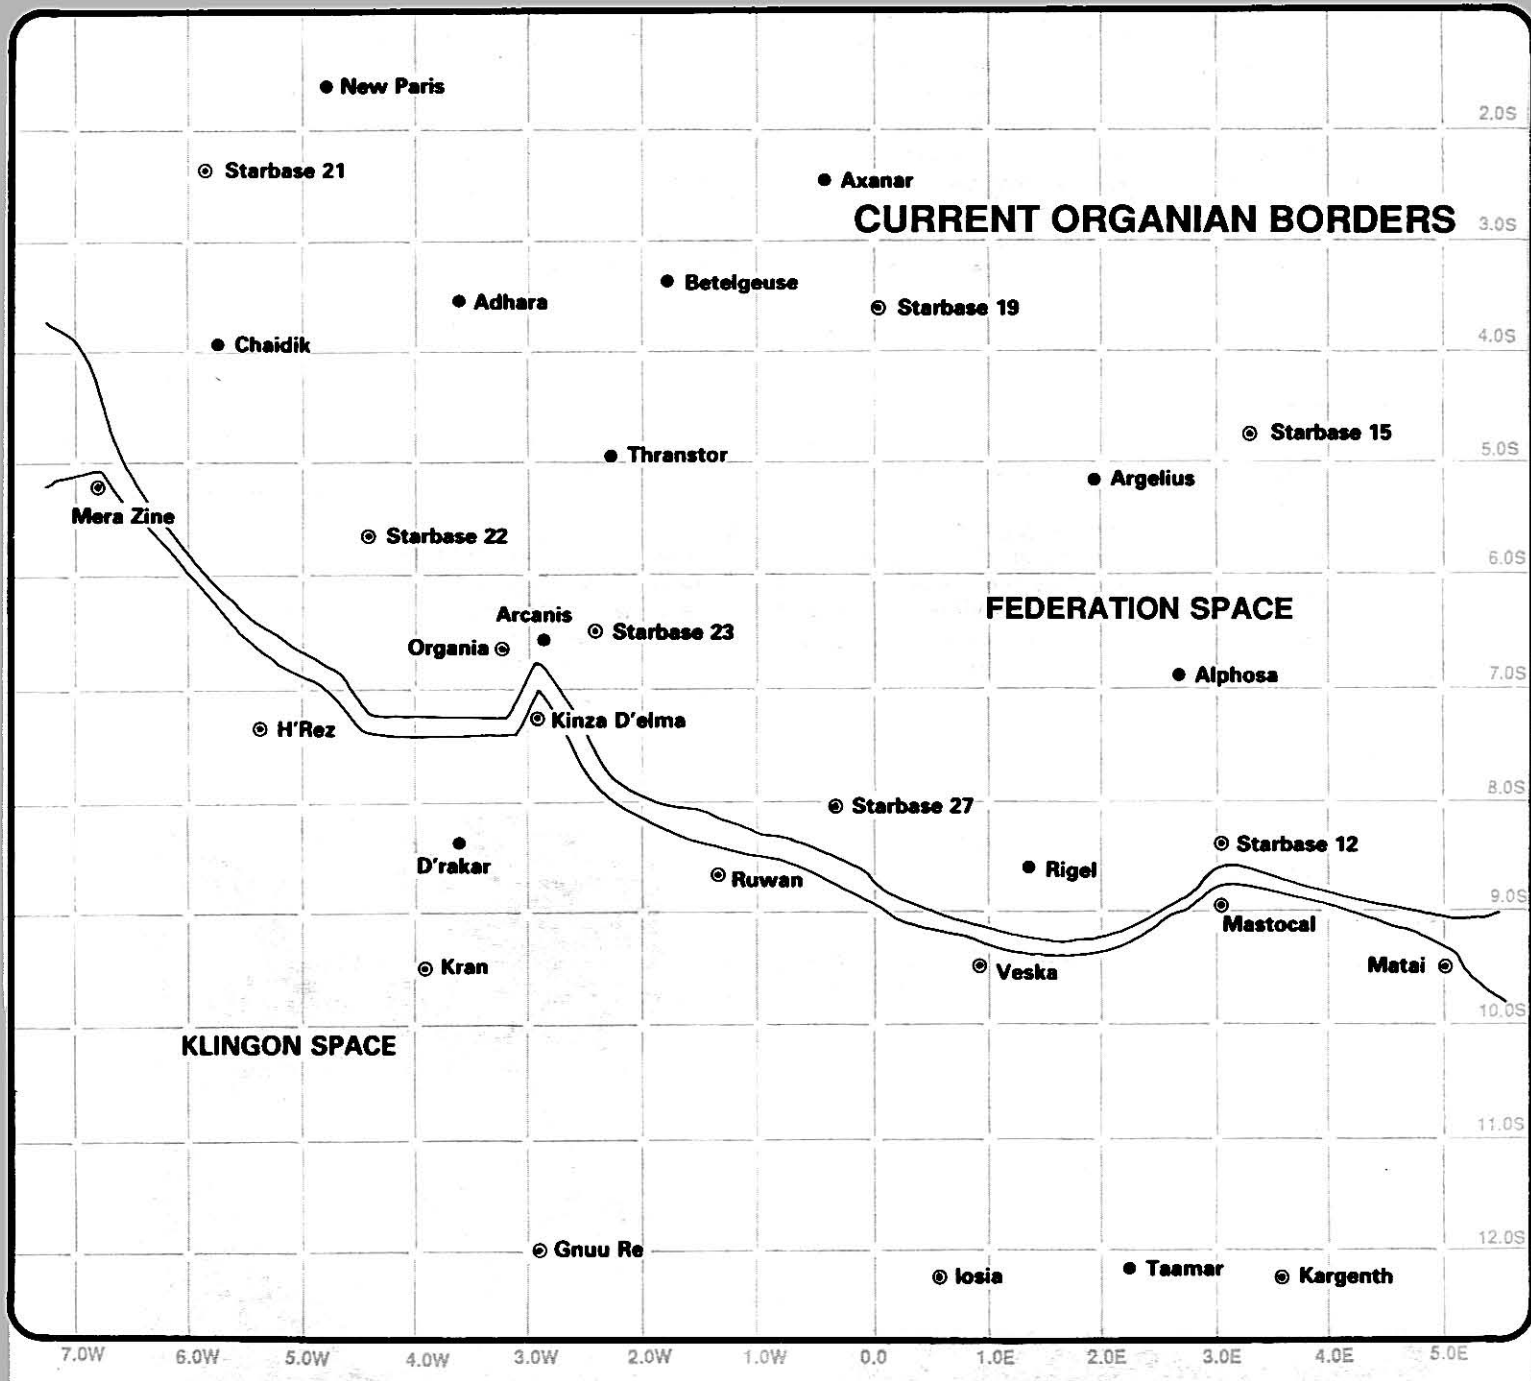 New Paris
2.0S
Starbase 21
Axanar
CURRENT ORGANIAN BORDERS
3.0S
Betelgeuse
Adhara
Starbase 19
Chaidik
4.0S
Starbase 15
Thranstor
5.0S
Argelius
Mera Zine
Starbase 22
6.0S
FEDERATION SPACE
Arcanis
Starbase 23
Organia
7.0S
Alphosa
Kinza D'elma
H'Rez
8.0S
Starbase 27
Starbase 12
D'rakar
Rigel
Ruwan
9.0S
Mastocal
Kran
Veska
Matai
10.0S
KLINGON SPACE
11.0S
12.0S
Gnuu Re
Iosia
Taamar
Kargenth
7.0W 6.0W 5.0W 4.0W 3.0W 2.0W 1.0W 0.0 1.0E 2.0E 3.0E 4.0E 5.0E